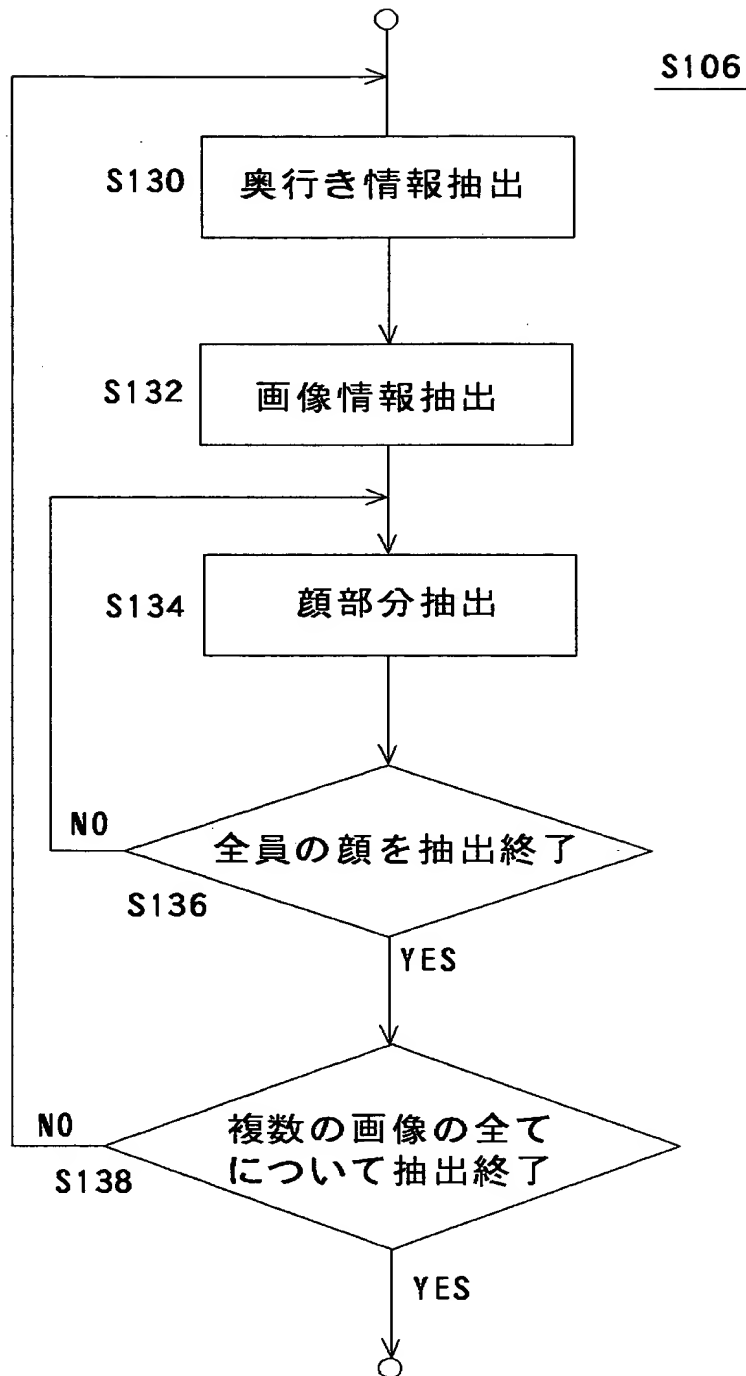 S106
S130
奥行き情報抽出
S132
画像情報抽出
S134
顔部分抽出
NO
全員の顔を抽出終了
S136
YES
NO
複数の画像の全て
について抽出終了
S138
YES